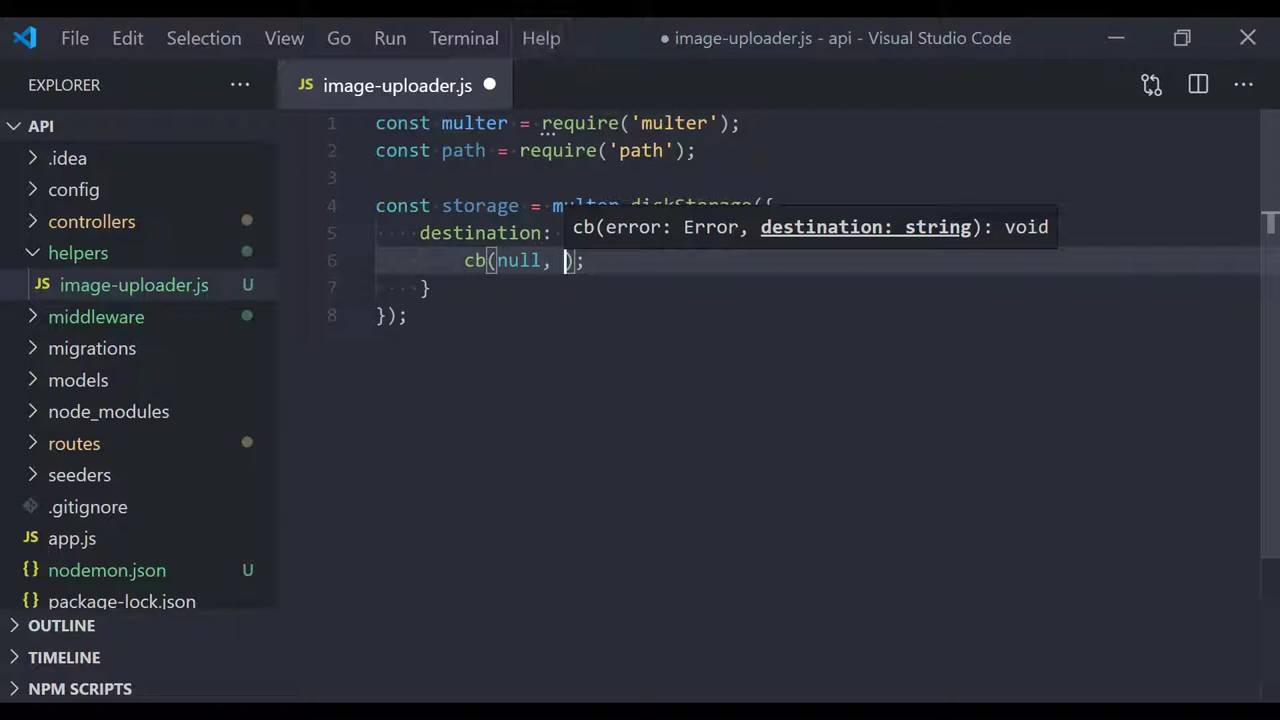 File Edit Selection View Go Run Terminal Help ● image-uploader.js - api - Visual Studio Code
EXPLORER ···
JS image-uploader.js
API
.idea
config
controllers
helpers
JS image-uploader.js U
middleware
migrations
models
node_modules
routes
seeders
.gitignore
JS app.js
{} nodemon.json U
{} package-lock.json
OUTLINE
TIMELINE
NPM SCRIPTS
1 const multer = require('multer');
2 const path = require('path');
3
4 const storage = multer.diskStorage({
cb(error: Error, destination: string): void
5 destination:
6 cb(null, );
7 }
8 });